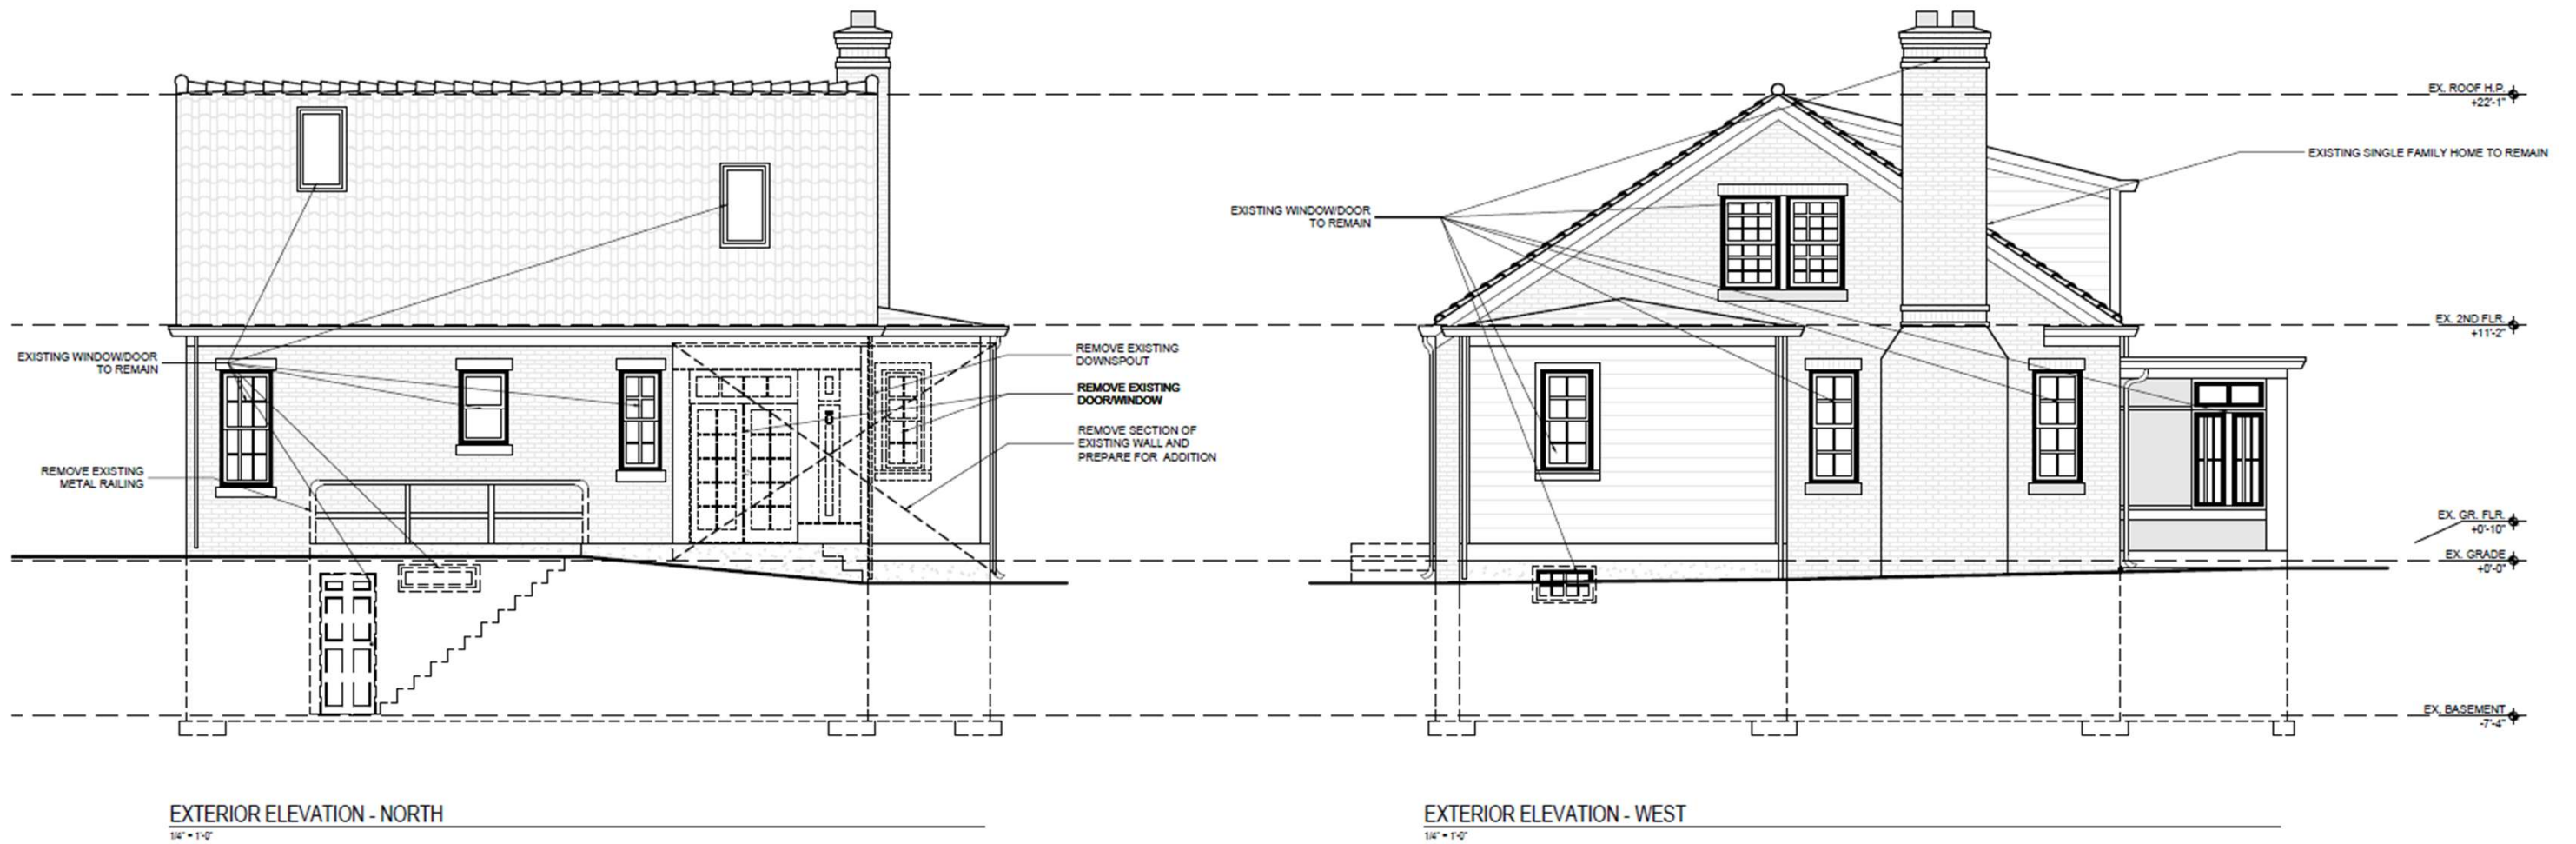 EX. ROOF H.P.
+22'-1"
EXISTING SINGLE FAMILY HOME TO REMAIN
EXISTING WINDOW/DOOR
TO REMAIN
EX. 2ND FLR.
+11'-2"
EXISTING WINDOW/DOOR
TO REMAIN
REMOVE EXISTING
DOWNSPOUT
REMOVE EXISTING
DOOR/WINDOW
REMOVE SECTION OF
EXISTING WALL AND
PREPARE FOR ADDITION
REMOVE EXISTING
METAL RAILING
EX. GR. FLR.
+0'-10"
EX. GRADE
+0'-0"
EX. BASEMENT
-7'-4"
EXTERIOR ELEVATION - NORTH
1/4" = 1'-0"
EXTERIOR ELEVATION - WEST
1/4" = 1'-0"